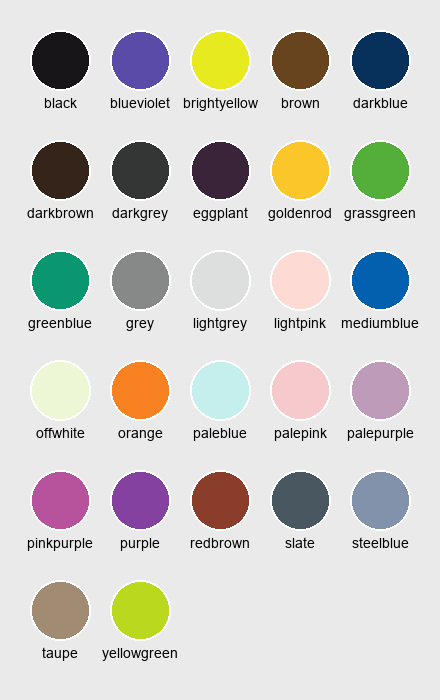 black blueviolet brightyellow brown darkblue
darkbrown darkgrey eggplant goldenrod grassgreen
greenblue grey lightgrey lightpink mediumblue
offwhite orange paleblue palepink palepurple
pinkpurple purple redbrown slate steelblue
taupe yellowgreen